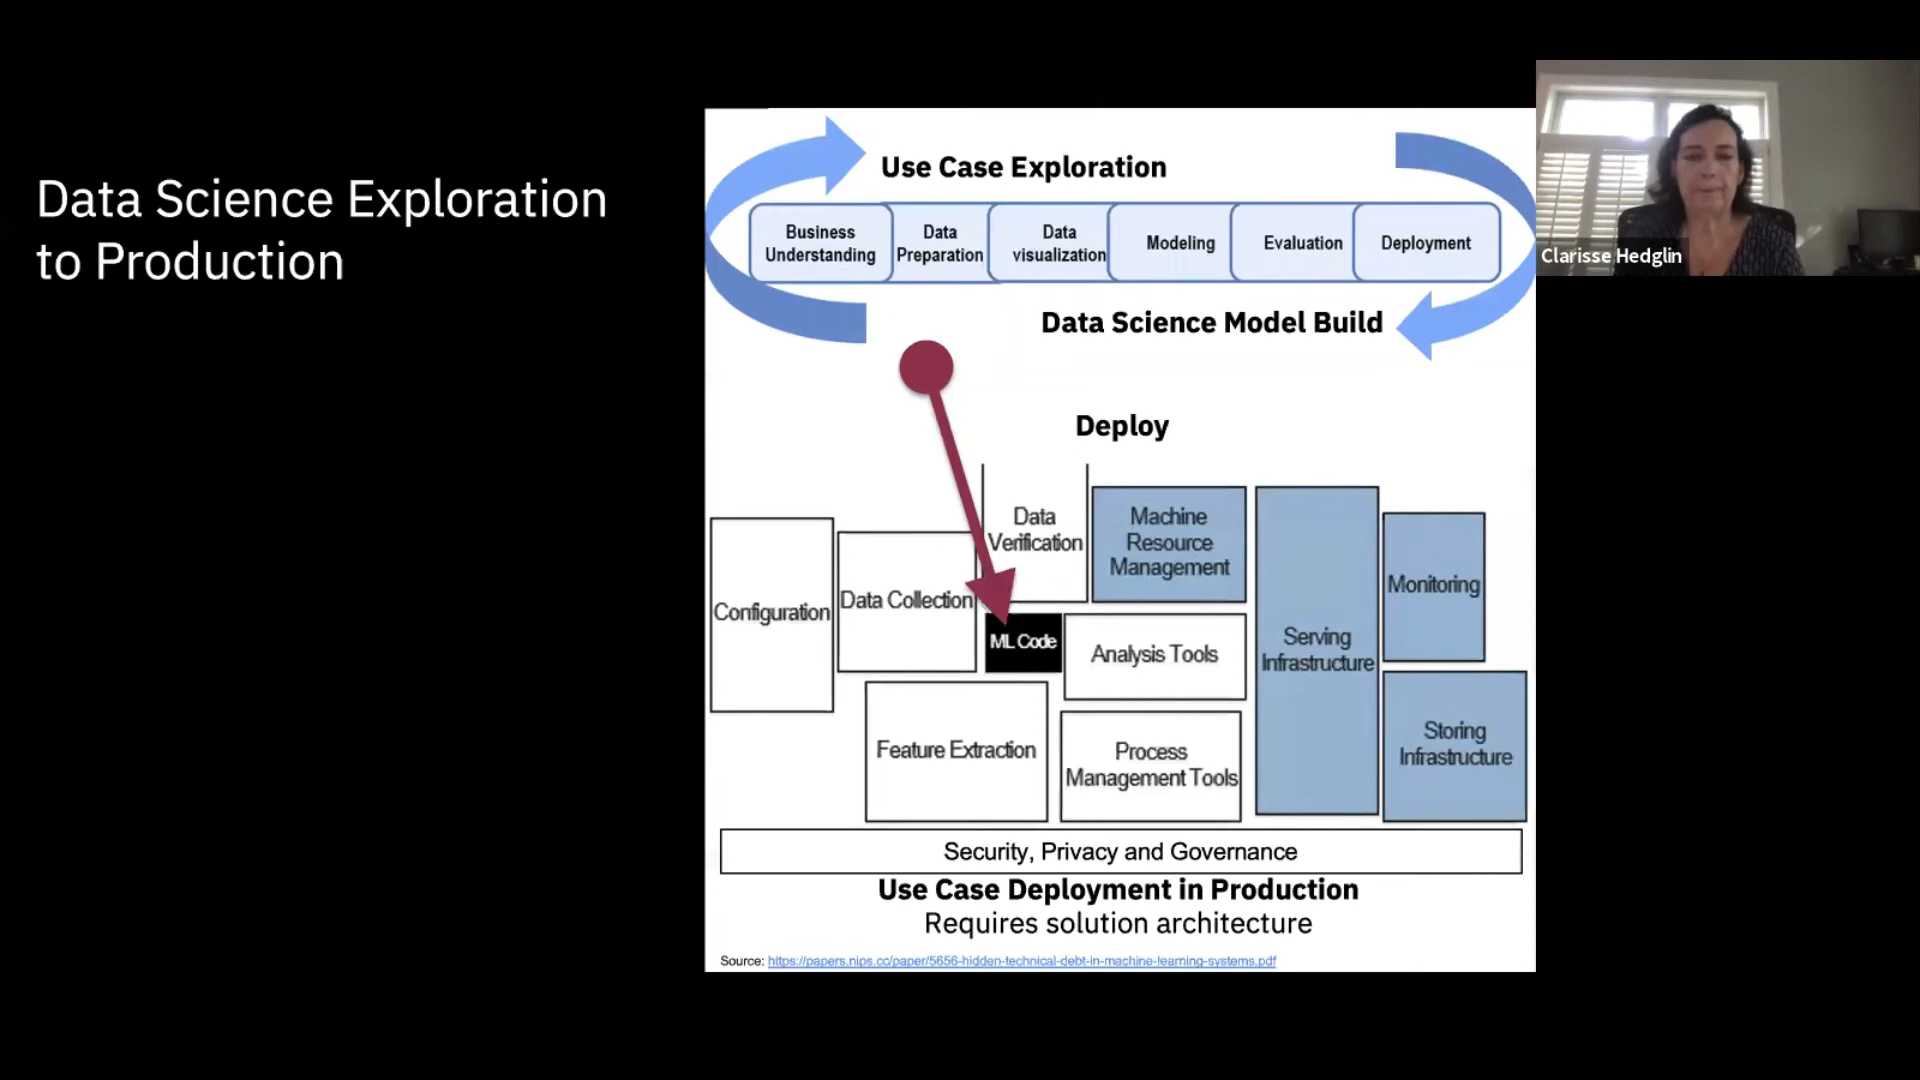 Data Science Exploration
to Production
Use Case Exploration
Business
Understanding
Data
Preparation
Data
visualization
Modeling
Evaluation
Deployment
Data Science Model Build
Deploy
Configuration
Data Collection
Data
Verification
Machine
Resource
Management
ML Code
Analysis Tools
Serving
Infrastructure
Monitoring
Feature Extraction
Process
Management Tools
Storing
Infrastructure
Security, Privacy and Governance
Use Case Deployment in Production
Requires solution architecture
Source: https://papers.nips.cc/paper/5656-hidden-technical-debt-in-machine-learning-systems.pdf
Clarisse Hedglin